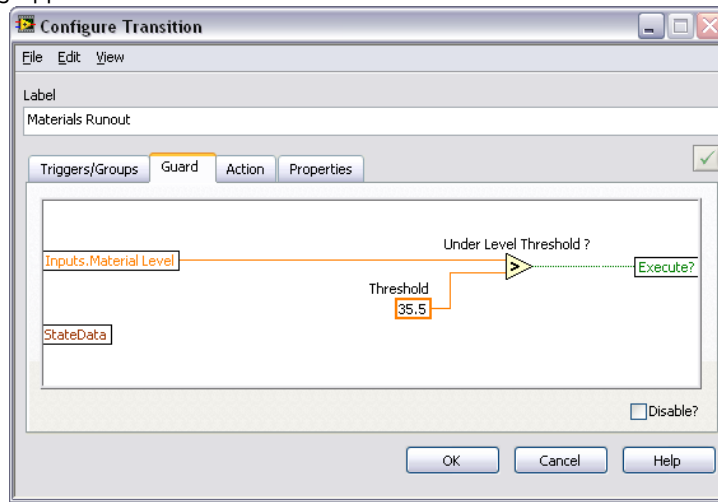 Configure Transition
File Edit View
Label
Materials Runout
Triggers/Groups Guard Action Properties
Under Level Threshold ?
Inputs.Material Level
>
Execute?
Threshold
35.5
StateData
Disable?
OK Cancel Help